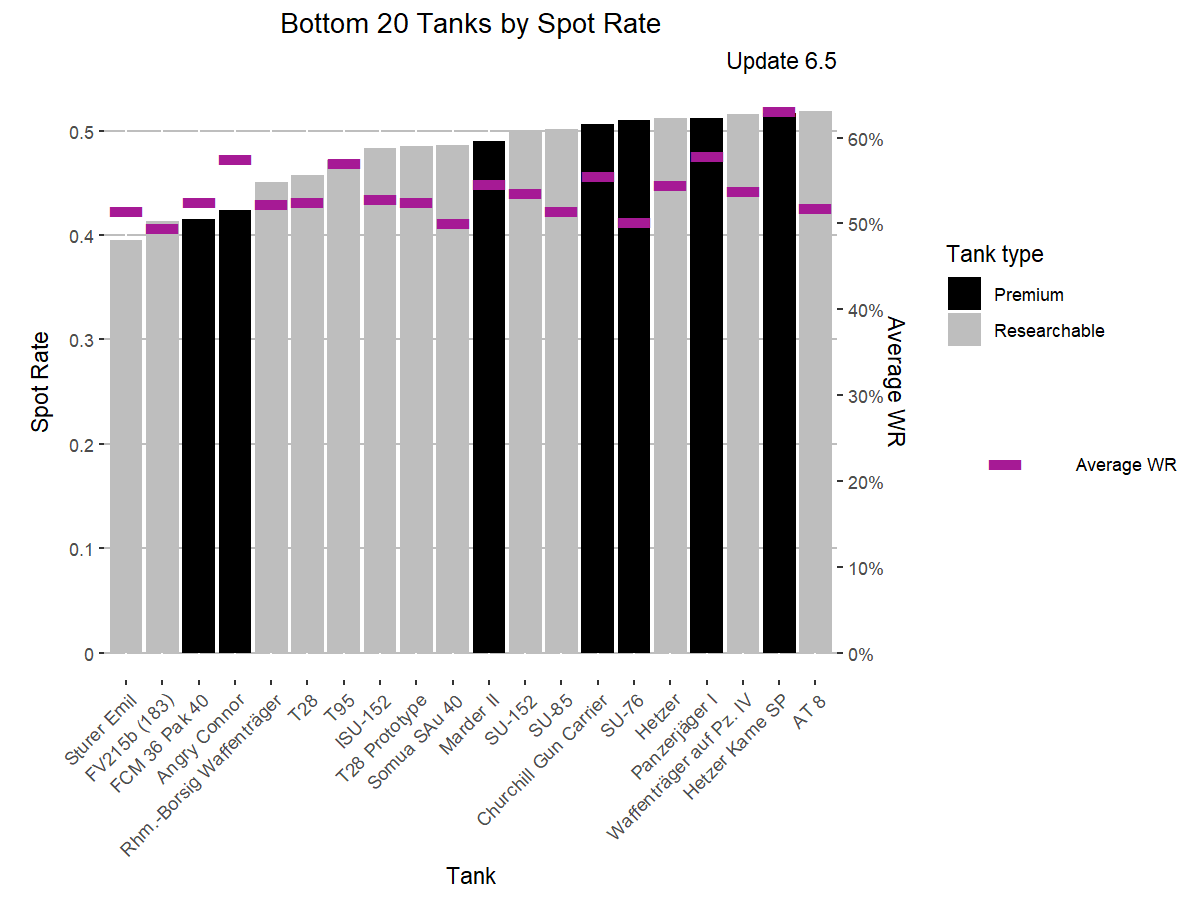 Bottom 20 Tanks by Spot Rate
Update 6.5
Spot Rate
0.5
0.4
0.3
0.2
0.1
0
60%
50%
40%
30%
20%
10%
0%
Average WR
Sturer Emil
FV215b (183)
FCM 36 Pak 40
Angry Connor
Rhm.-Borsig Waffenträger
T28
T95
ISU-152
T28 Prototype
Somua SAu 40
Marder II
SU-152
SU-85
Churchill Gun Carrier
SU-76
Hetzer
Panzerjäger I
Waffenträger auf Pz. IV
Hetzer Kame SP
AT 8
Tank
Tank type
Premium
Researchable
Average WR